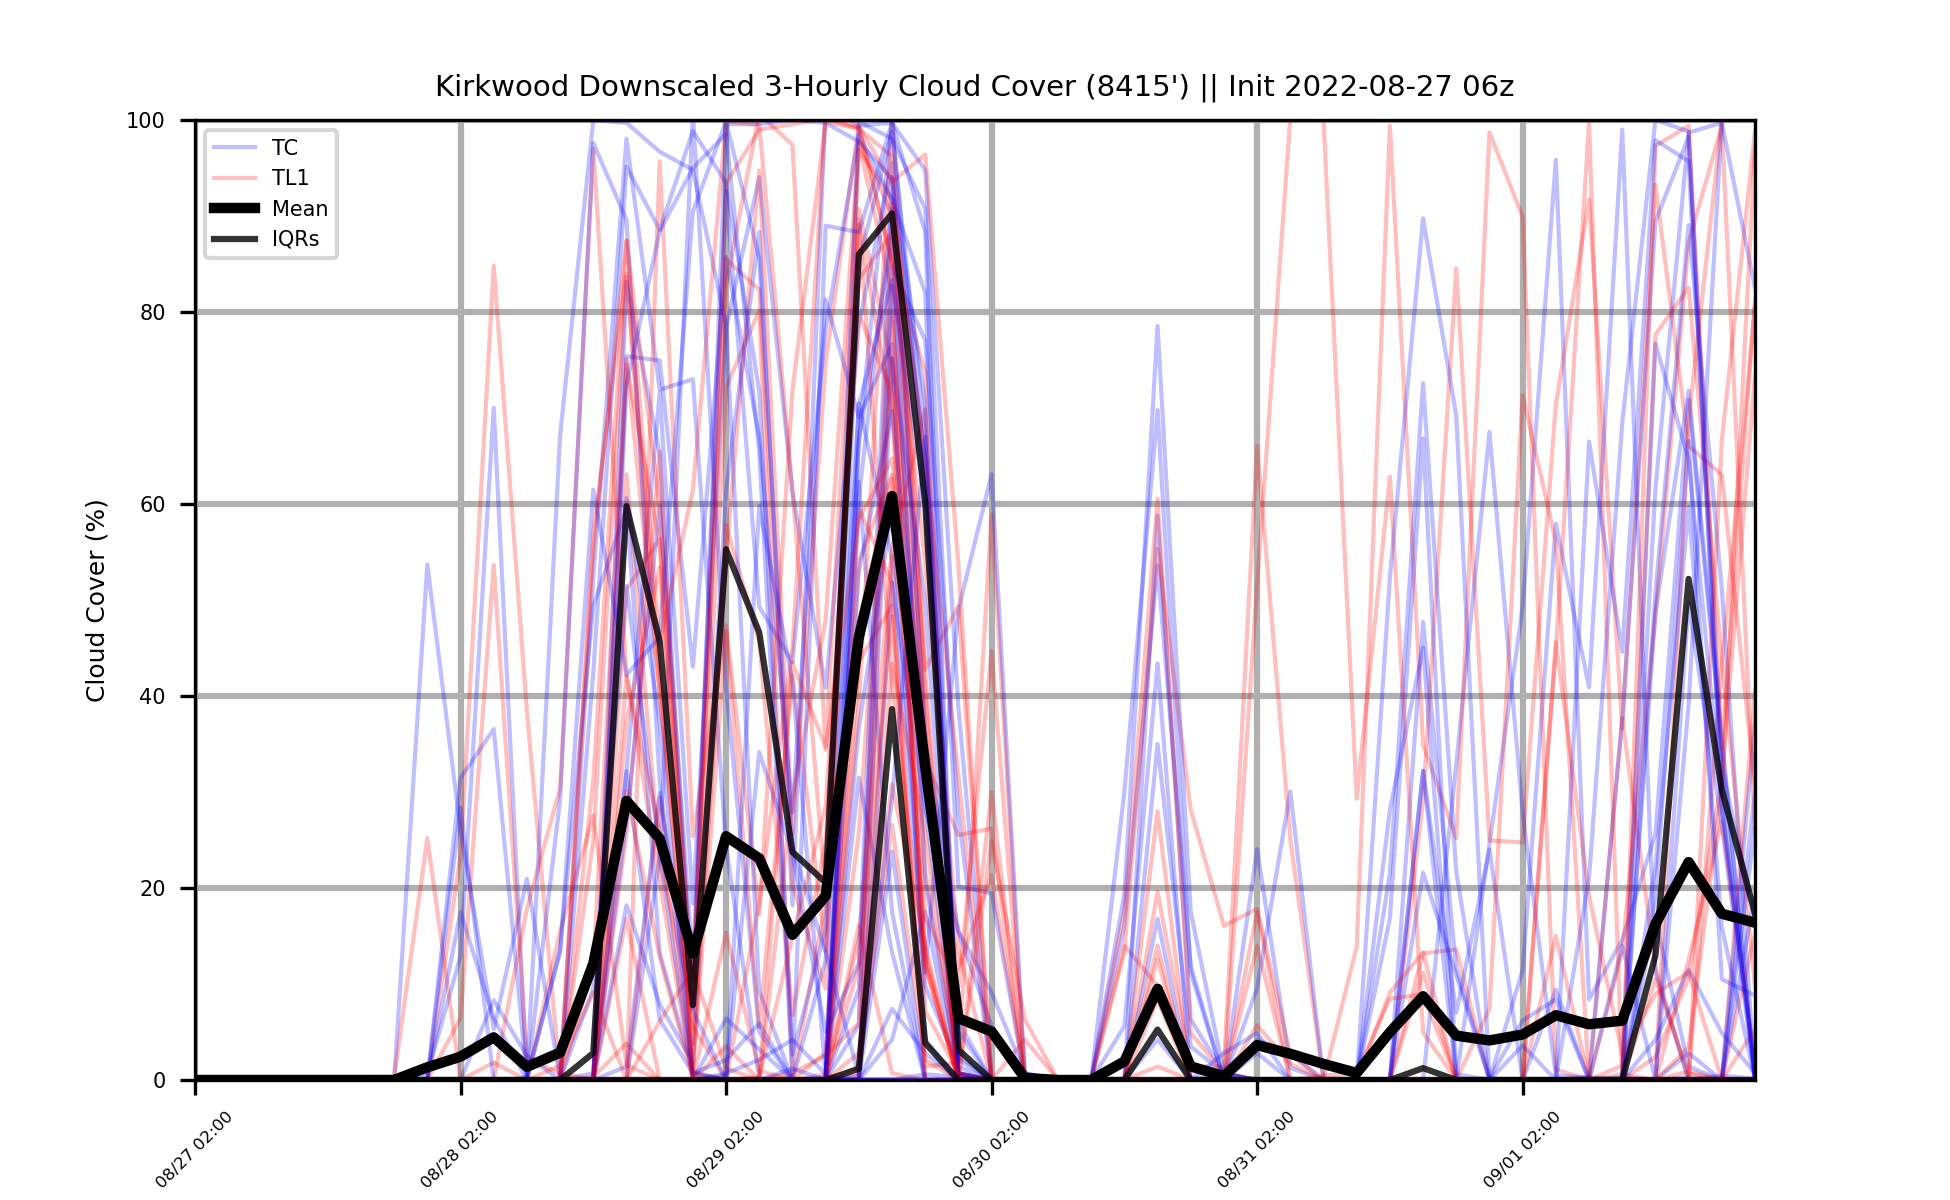 Kirkwood Downscaled 3-Hourly Cloud Cover (8415') || Init 2022-08-27 06z
100
80
60
40
20
0
Cloud Cover (%)
TC
TL1
Mean
IQRs
08/27 02:00
08/28 02:00
08/29 02:00
08/30 02:00
08/31 02:00
09/01 02:00